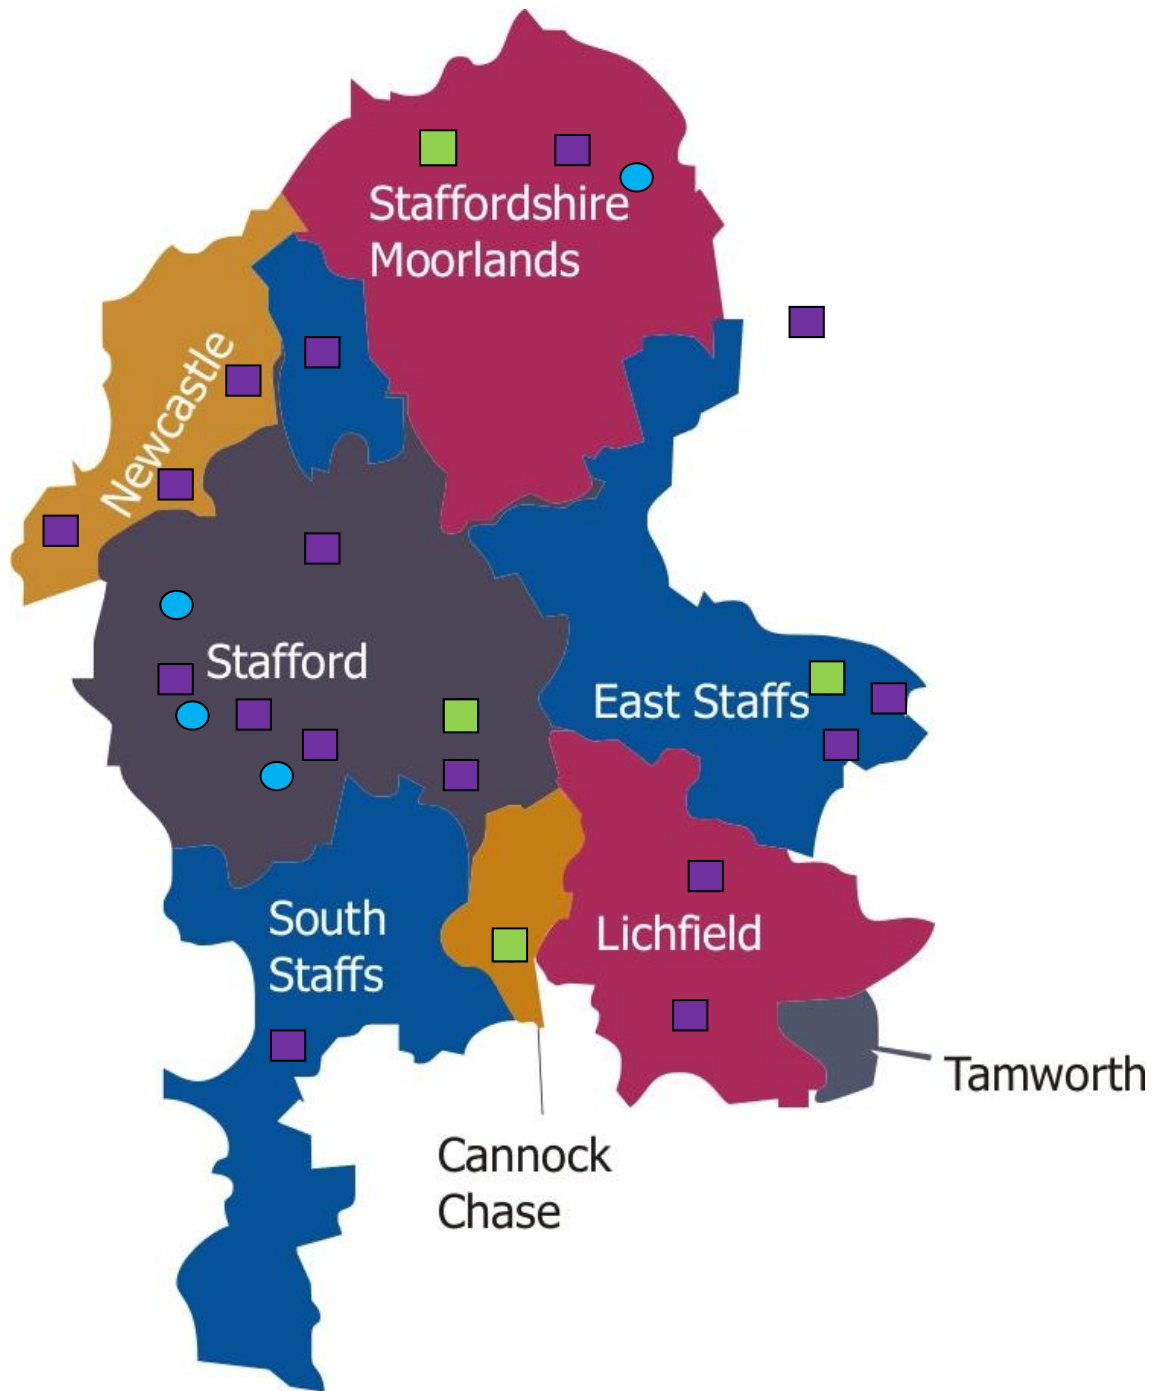 Staffordshire
Moorlands
Newcastle
Stafford
East Staffs
South
Staffs
Lichfield
Tamworth
Cannock
Chase